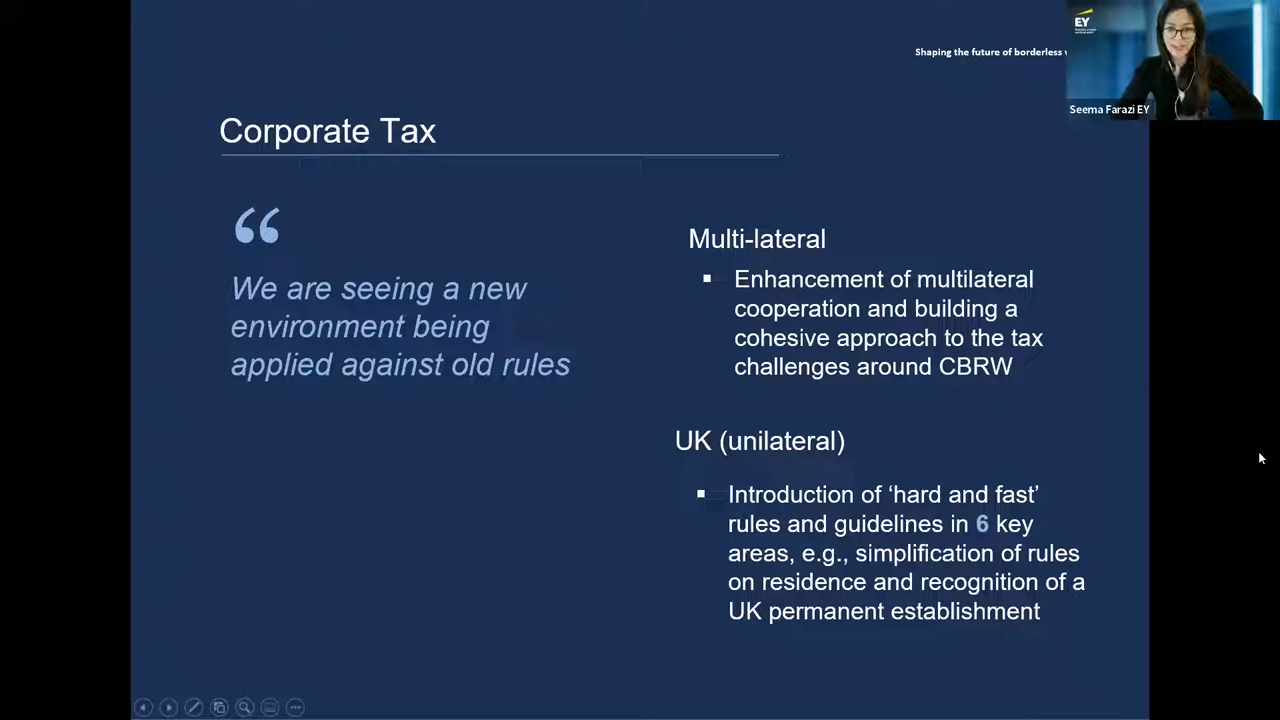 Shaping the future of borderless
EY
Seema Farazi EY
Corporate Tax
“
We are seeing a new
environment being
applied against old rules
Multi-lateral
▪ Enhancement of multilateral
cooperation and building a
cohesive approach to the tax
challenges around CBRW
UK (unilateral)
▪ Introduction of ‘hard and fast’
rules and guidelines in 6 key
areas, e.g., simplification of rules
on residence and recognition of a
UK permanent establishment